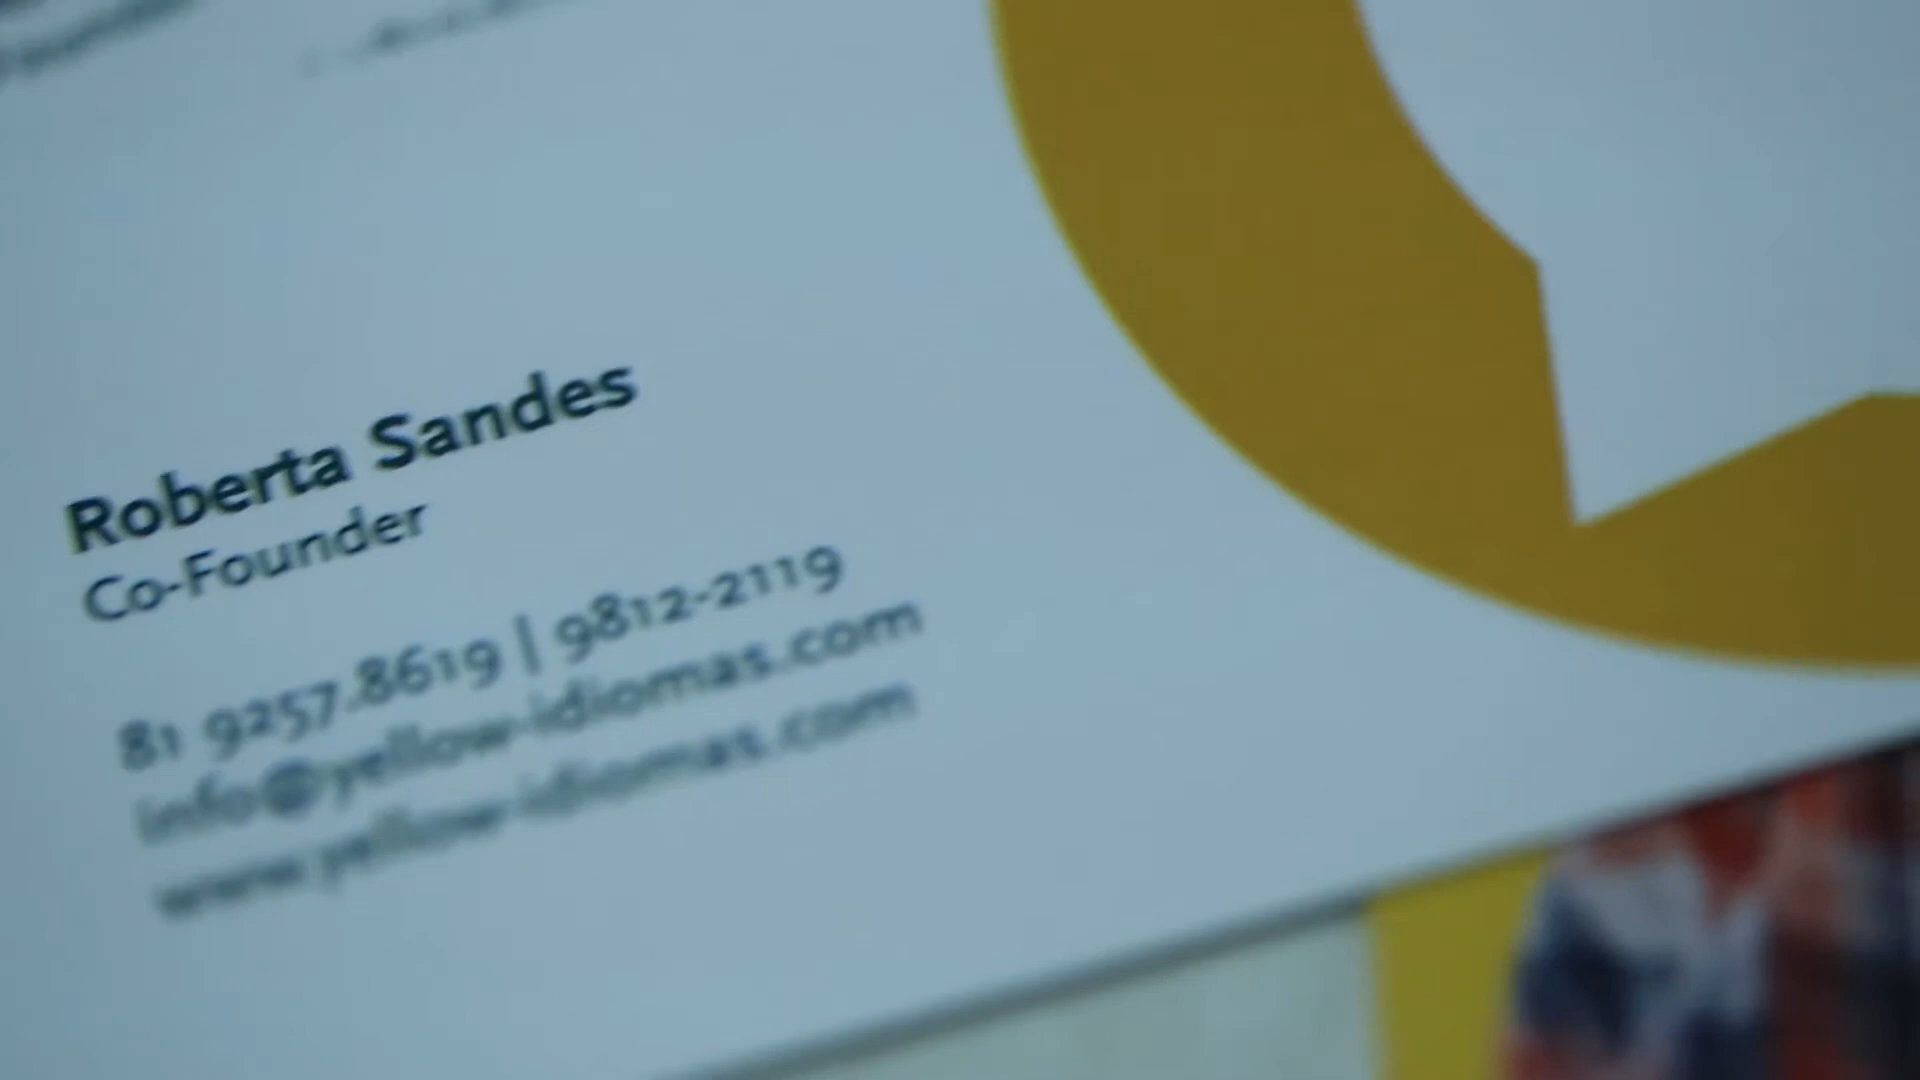 Roberta Sandes
Co-Founder
81 9257.8619 | 9812-2119
info@yellow-idiomas.com
www.yellow-idiomas.com